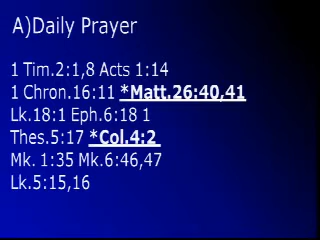 A)Daily Prayer
1 Tim.2:1,8 Acts 1:14
1 Chron.16:11 *Matt.26:40,41
Lk.18:1 Eph.6:18 1
Thes.5:17 *Col.4:2
Mk. 1:35 Mk.6:46,47
Lk.5:15,16